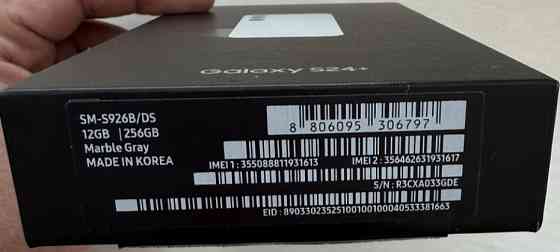 Galaxy S24+
SM-S926B/DS
12GB | 256GB
Marble Gray
MADE IN KOREA
8 806095 306797
IMEI 1 : 355088811931613
IMEI 2 : 356462631931617
S/N : R3CXA033GDE
EID : 89033023525100100100040533381663